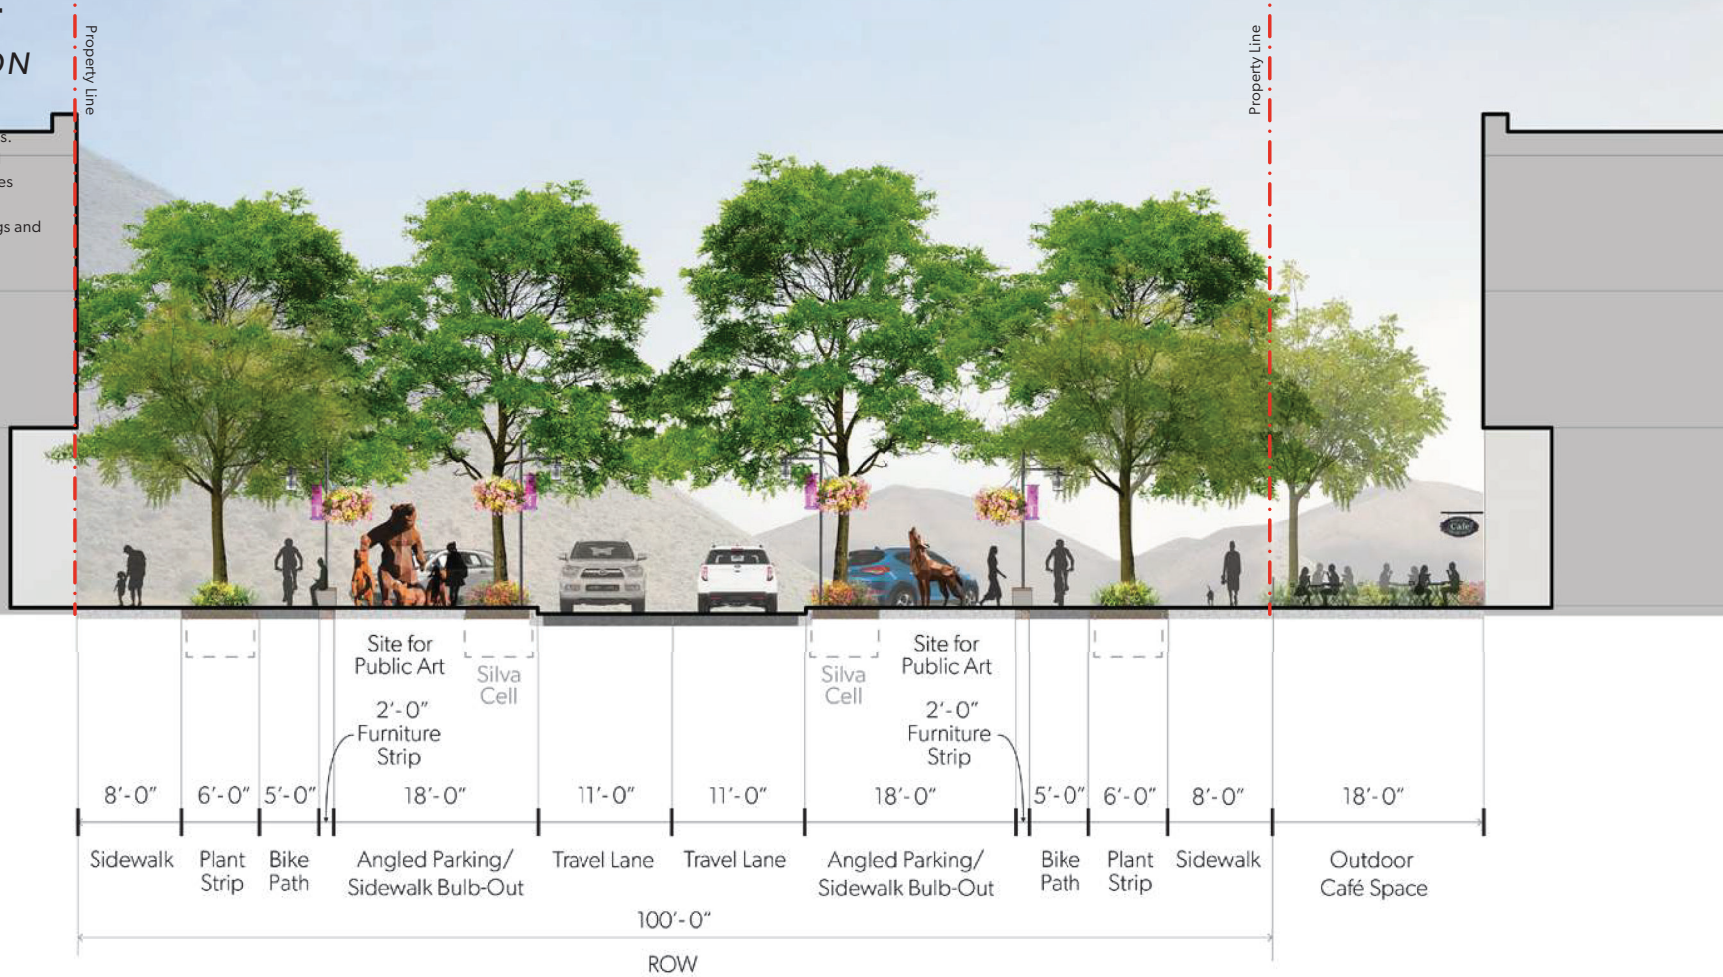 ON
Property Line
Property Line
s.
es
gs and
Cafe
Site for
Public Art
Silva
Cell
2'-0"
Furniture
Strip
Silva
Cell
Site for
Public Art
2'-0"
Furniture
Strip
8'-0" 6'-0" 5'-0" 18'-0" 11'-0" 11'-0" 18'-0" 5'-0" 6'-0" 8'-0" 18'-0"
Sidewalk
Plant
Strip
Bike
Path
Angled Parking/
Sidewalk Bulb-Out
Travel Lane
Travel Lane
Angled Parking/
Sidewalk Bulb-Out
Bike
Path
Plant
Strip
Sidewalk
Outdoor
Café Space
100'-0"
ROW